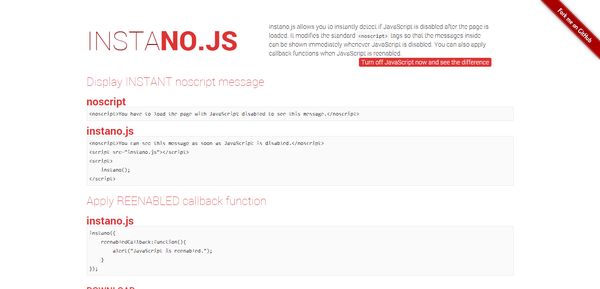 INSTANO.JS
Instano.js allows you to instantly detect if JavaScript is disabled after the page is
loaded. It modifies the standard <noscript> tags so that the messages inside
can be shown immediately whenever JavaScript is disabled. You can also apply
callback functions when JavaScript is reenabled.
Turn off JavaScript now and see the difference
Fork me on GitHub
Display INSTANT noscript message
noscript
<noscript>You have to load the page with JavaScript disabled to see this message.</noscript>
instano.js
<noscript>You can see this message as soon as JavaScript is disabled.</noscript>
<script src="instano.js"></script>
<script>
instano();
</script>
Apply REENABLED callback function
instano.js
instano({
reenabledCallback:function(){
alert("JavaScript is reenabled.");
}
});
DOWNLOAD